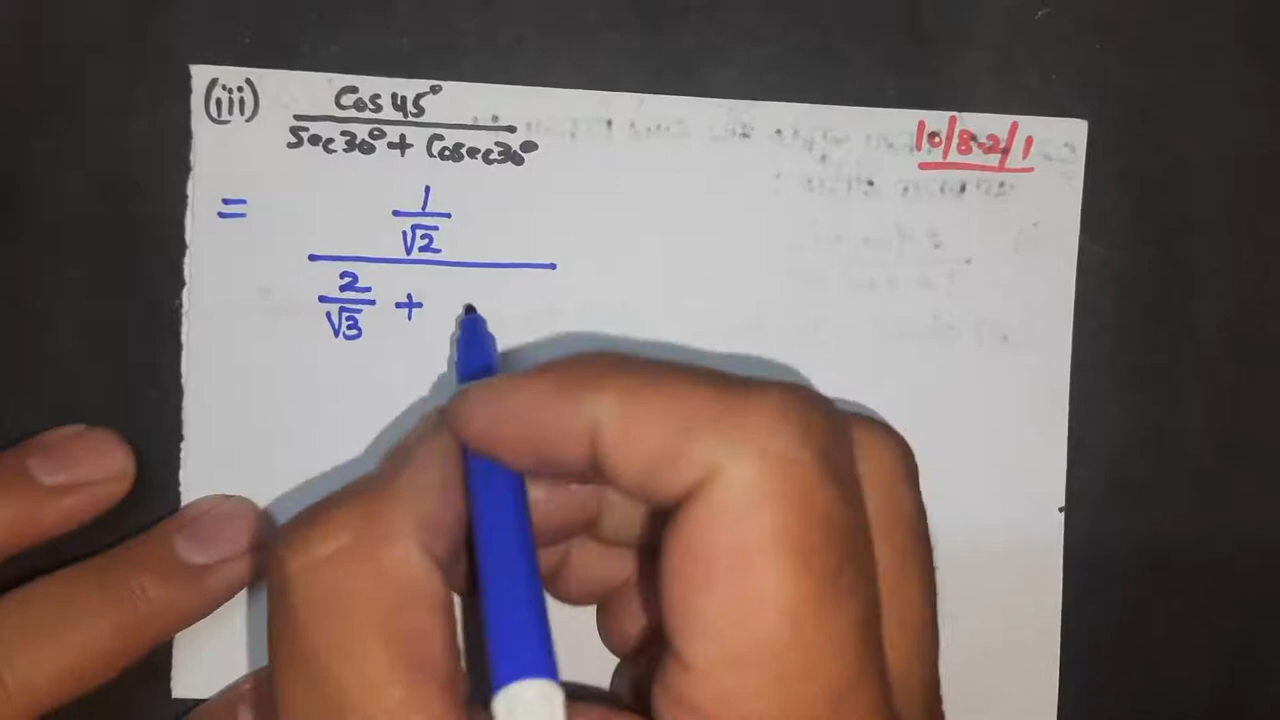 (iii) Cos 45°
Sec 30° + Cosec 30°
10/8.2/1
= 1
√2
2
√3 +